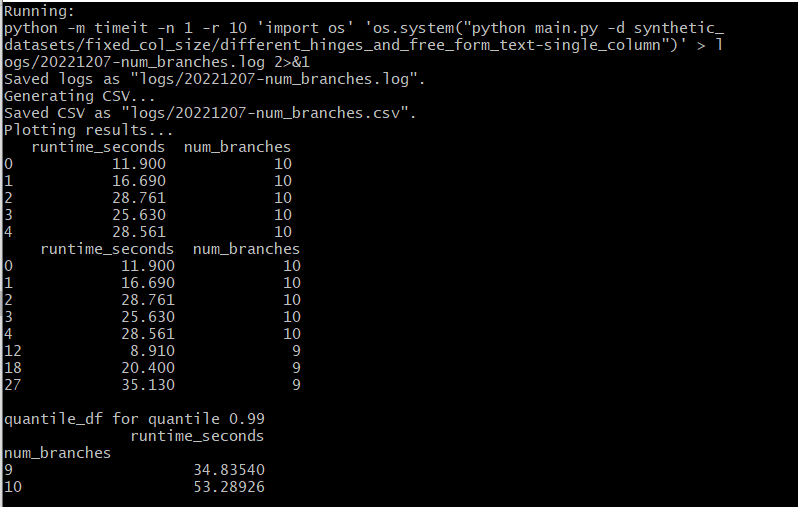 Running:
python -m timeit -n 1 -r 10 'import os' 'os.system("python main.py -d synthetic_
datasets/fixed_col_size/different_hinges_and_free_form_text-single_column")' > l
ogs/20221207-num_branches.log 2>&1
Saved logs as "logs/20221207-num_branches.log".
Generating CSV...
Saved CSV as "logs/20221207-num_branches.csv".
Plotting results...
   runtime_seconds  num_branches
0           11.900            10
1           16.690            10
2           28.761            10
3           25.630            10
4           28.561            10
    runtime_seconds  num_branches
0            11.900            10
1            16.690            10
2            28.761            10
3            25.630            10
4            28.561            10
12            8.910             9
18           20.400             9
27           35.130             9

quantile_df for quantile 0.99
              runtime_seconds
num_branches
9                    34.83540
10                   53.28926